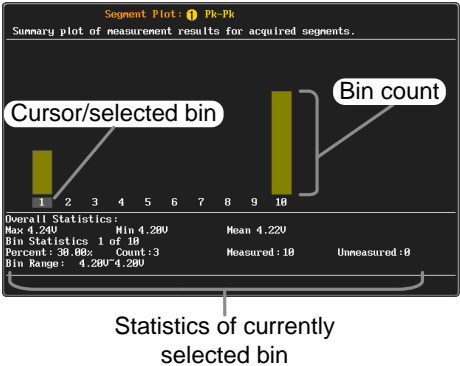 Segment Plot: 1 Pk-Pk
Summary plot of measurement results for acquired segments.
Cursor/selected bin
Bin count
1 2 3 4 5 6 7 8 9 10
Overall Statistics:
Max 4.24V Min 4.20V Mean 4.22V
Bin Statistics 1 of 10
Percent: 30.00% Count:3 Measured:10 Unmeasured:0
Bin Range: 4.20V~4.20V
Statistics of currently
selected bin